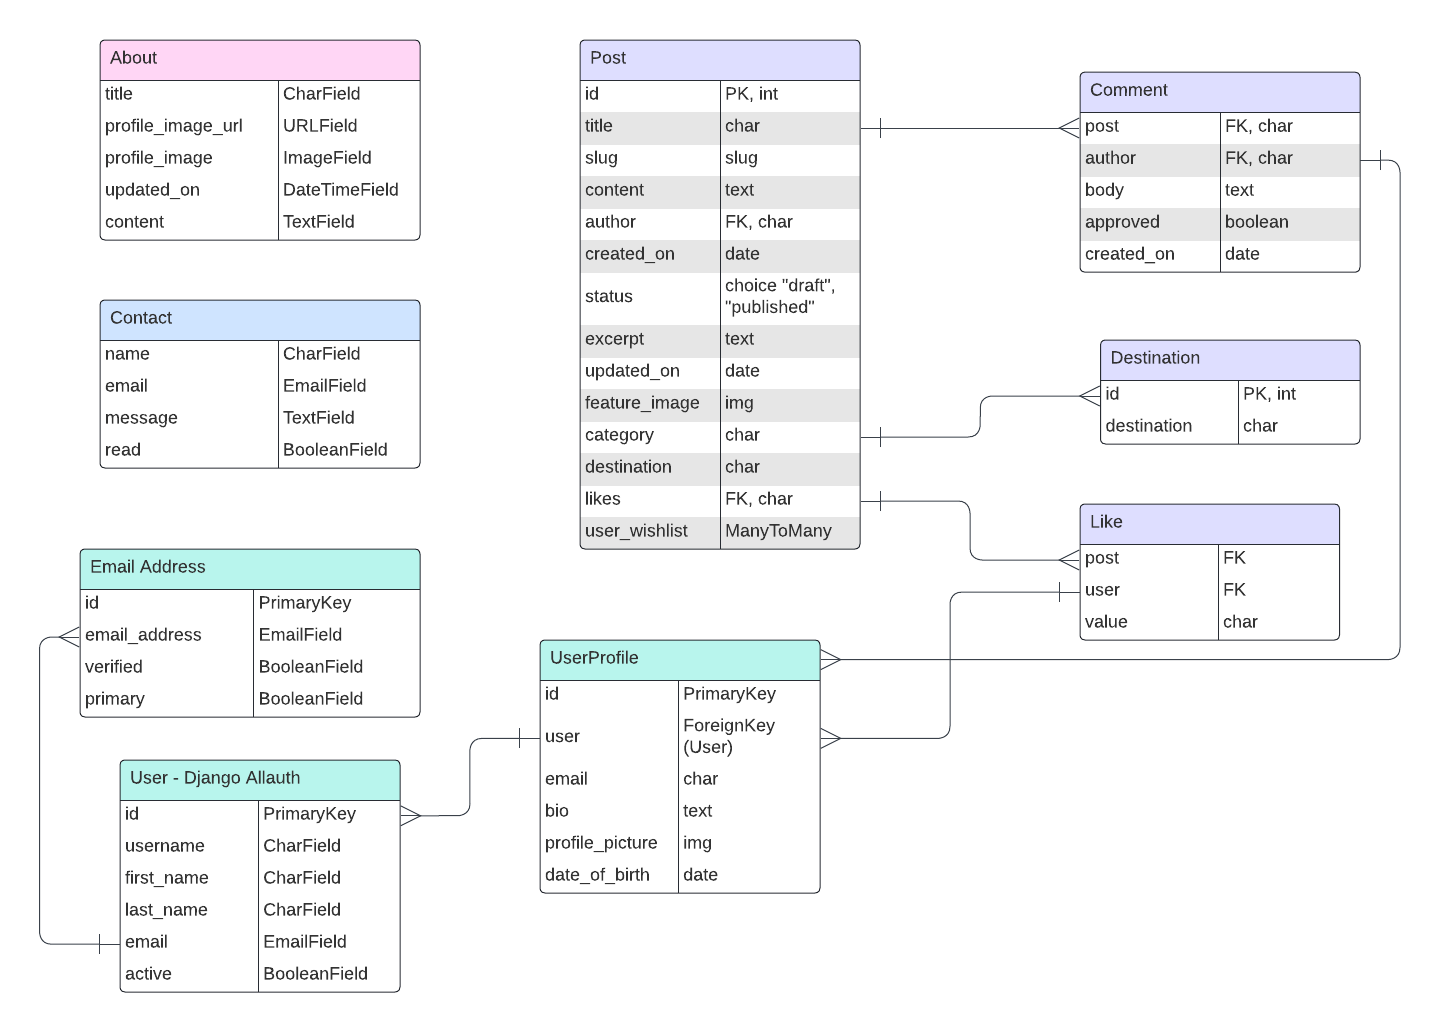 About
title CharField
profile_image_url URLField
profile_image ImageField
updated_on DateTimeField
content TextField
Contact
name CharField
email EmailField
message TextField
read BooleanField
Email Address
id PrimaryKey
email_address EmailField
verified BooleanField
primary BooleanField
User - Django Allauth
id PrimaryKey
username CharField
first_name CharField
last_name CharField
email EmailField
active BooleanField
Post
id PK, int
title char
slug slug
content text
author FK, char
created_on date
status choice "draft",
"published"
excerpt text
updated_on date
feature_image img
category char
destination char
likes FK, char
user_wishlist ManyToMany
UserProfile
id PrimaryKey
user ForeignKey
(User)
email char
bio text
profile_picture img
date_of_birth date
Comment
post FK, char
author FK, char
body text
approved boolean
created_on date
Destination
id PK, int
destination char
Like
post FK
user FK
value char